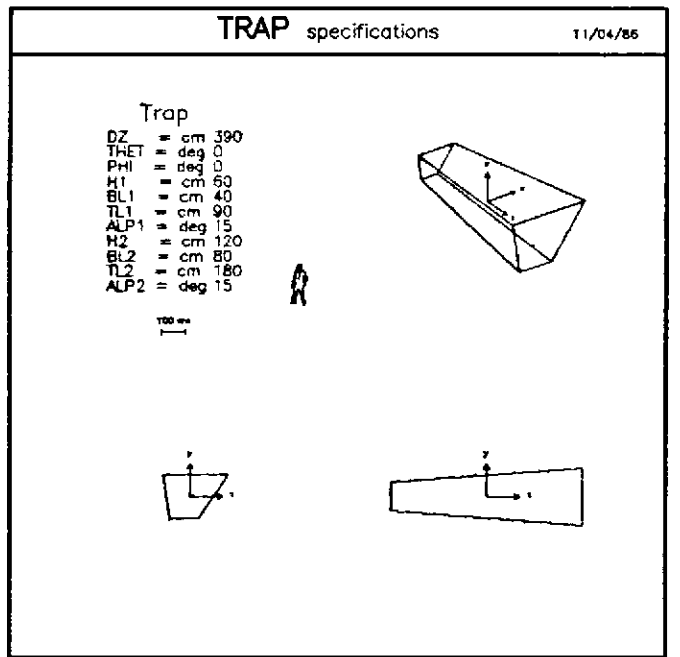 TRAP specifications 11/04/86
Trap
DZ = cm 390
THET = deg 0
PHI = deg 0
H1 = cm 60
BL1 = cm 40
TL1 = cm 90
ALP1 = deg 15
H2 = cm 120
BL2 = cm 80
TL2 = cm 180
ALP2 = deg 15
100 cm
y
y